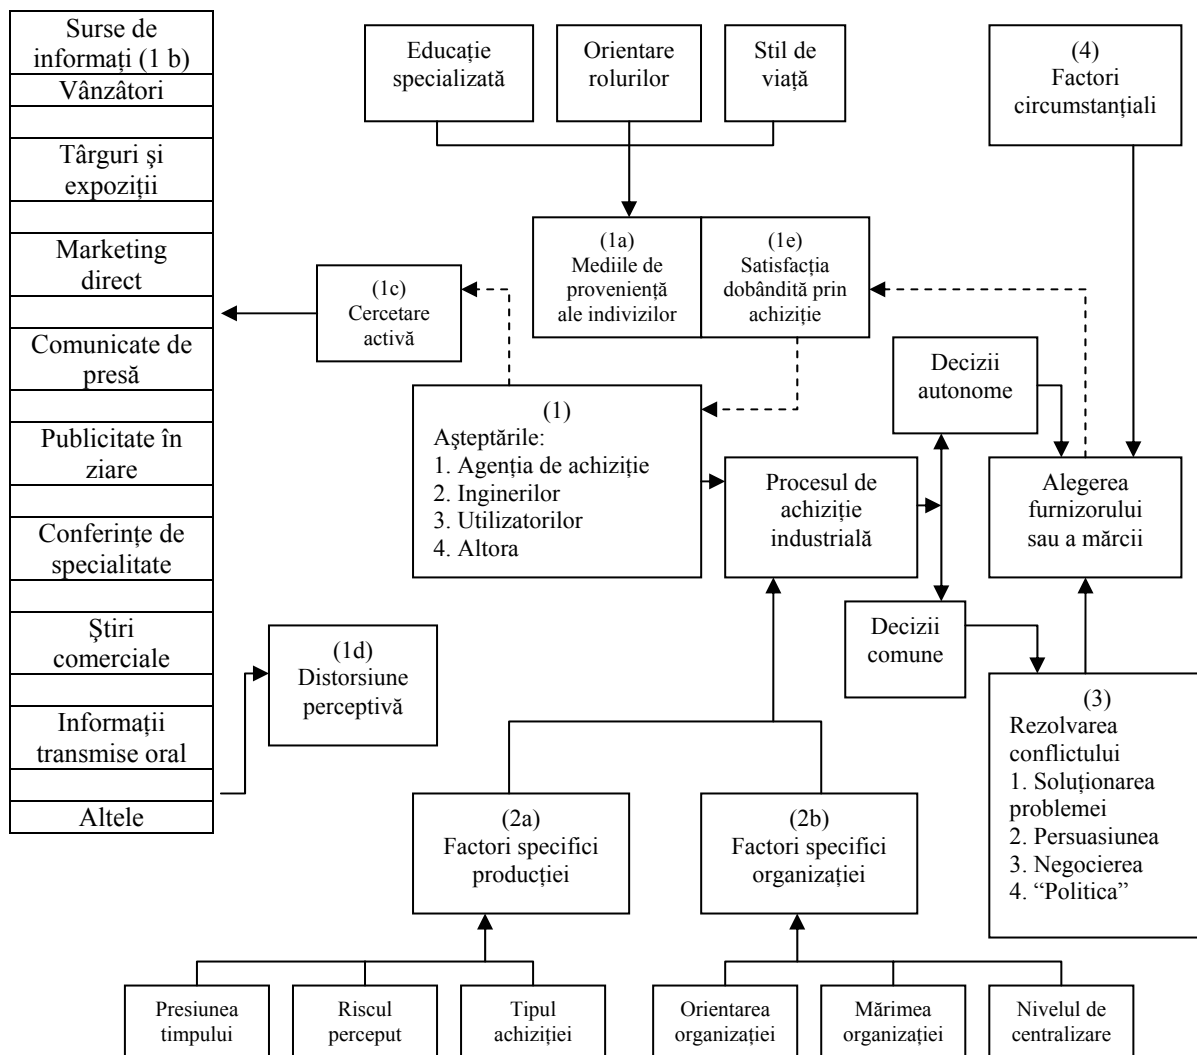 Surse de
informați (1 b)
Vânzâtori
Târguri şi
expoziții
Marketing
direct
Comunicate de
presă
Publicitate în
ziare
Conferințe de
specialitate
Ştiri
comerciale
Informații
transmise oral
Altele
Educație
specializată
Orientare
rolurilor
Stil de
viață
(4)
Factori
circumstanțiali
(1a)
Mediile de
proveniență
ale indivizilor
(1e)
Satisfacția
dobândită prin
achiziție
(1c)
Cercetare
activă
(1)
Aşteptările:
1. Agenția de achiziție
2. Inginerilor
3. Utilizatorilor
4. Altora
Procesul de
achiziție
industrială
Decizii
autonome
Alegerea
furnizorului
sau a mărcii
Decizii
comune
(1d)
Distorsiune
perceptivă
(3)
Rezolvarea
conflictului
1. Soluționarea
problemei
2. Persuasiunea
3. Negocierea
4. “Politica”
(2a)
Factori specifici
producției
(2b)
Factori specifici
organizației
Presiunea
timpului
Riscul
perceput
Tipul
achiziției
Orientarea
organizației
Mărimea
organizației
Nivelul de
centralizare